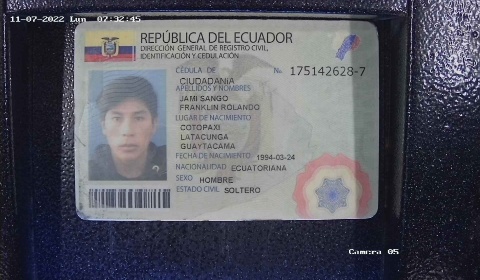 11-07-2022 Lun 07:32:45
REPÚBLICA DEL ECUADOR
DIRECCIÓN GENERAL DE REGISTRO CIVIL,
IDENTIFICACIÓN Y CEDULACIÓN
CÉDULA DE No. 175142628-7
CIUDADANÍA
APELLIDOS Y NOMBRES
JAMI SANGO
FRANKLIN ROLANDO
LUGAR DE NACIMIENTO
COTOPAXI
LATACUNGA
GUAYTACAMA
FECHA DE NACIMIENTO 1994-03-24
NACIONALIDAD ECUATORIANA
SEXO HOMBRE
ESTADO CIVIL SOLTERO
Camera 05